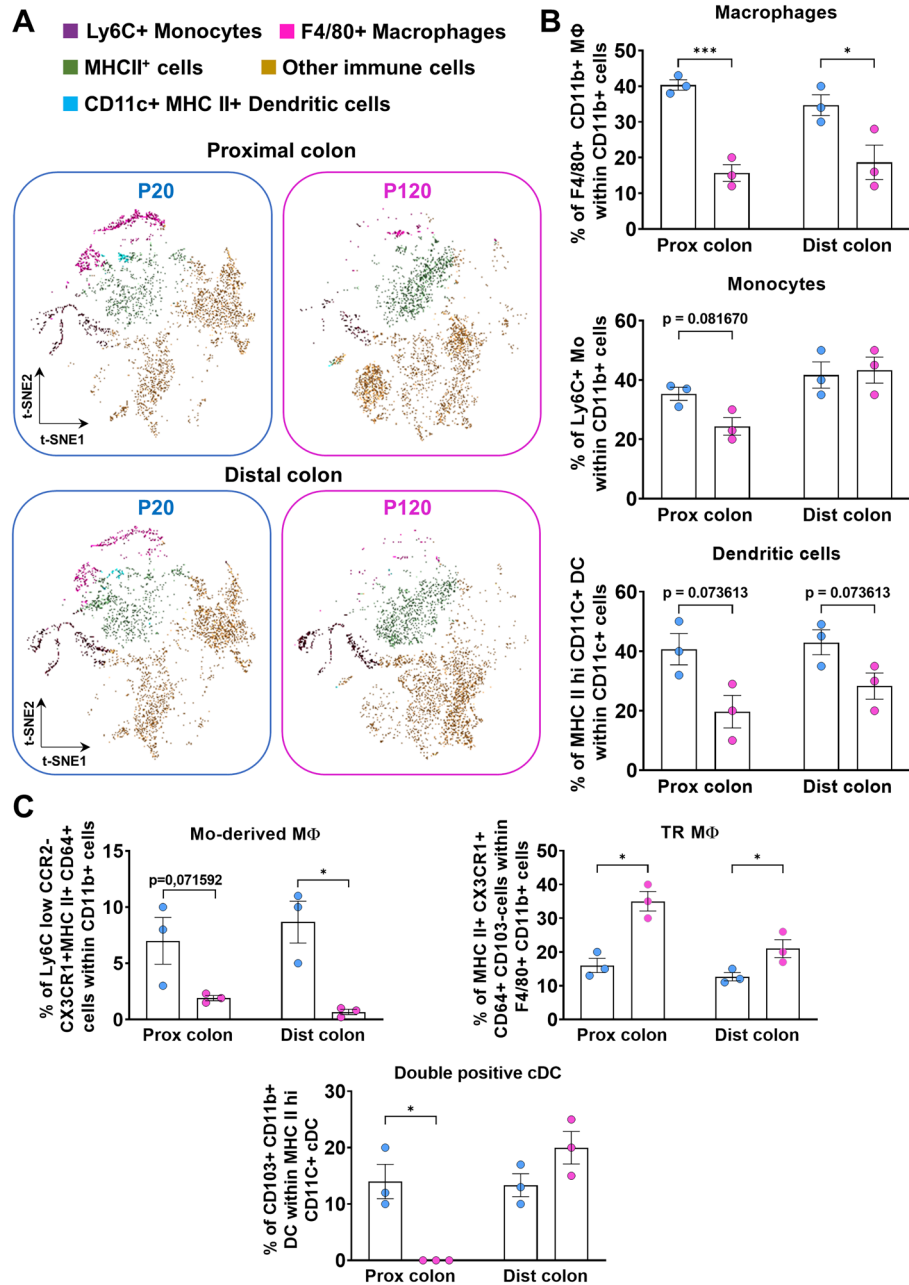 A
Ly6C+ Monocytes
F4/80+ Macrophages
MHCII⁺ cells
Other immune cells
CD11c+ MHC II+ Dendritic cells
Proximal colon
P20
P120
t-SNE2
t-SNE1
Distal colon
P20
P120
t-SNE2
t-SNE1
B
Macrophages
% of F4/80+ CD11b+ MΦ
within CD11b+ cells
50
40
30
20
10
0
***
*
Prox colon
Dist colon
Monocytes
% of Ly6C+ Mo
within CD11b+ cells
60
40
20
0
p = 0.081670
Prox colon
Dist colon
Dendritic cells
% of MHC II hi CD11C+ DC
within CD11c+ cells
60
40
20
0
p = 0.073613
p = 0.073613
Prox colon
Dist colon
C
Mo-derived MΦ
% of Ly6C low CCR2-
CX3CR1+MHC II+ CD64+
cells within CD11b+ cells
15
10
5
0
p=0,071592
*
Prox colon
Dist colon
TR MΦ
% of MHC II+ CX3CR1+
CD64+ CD103-cells within
F4/80+ CD11b+ cells
50
40
30
20
10
0
*
*
Prox colon
Dist colon
Double positive cDC
% of CD103+ CD11b+
DC within MHC II hi
CD11C+ cDC
30
20
10
0
*
Prox colon
Dist colon